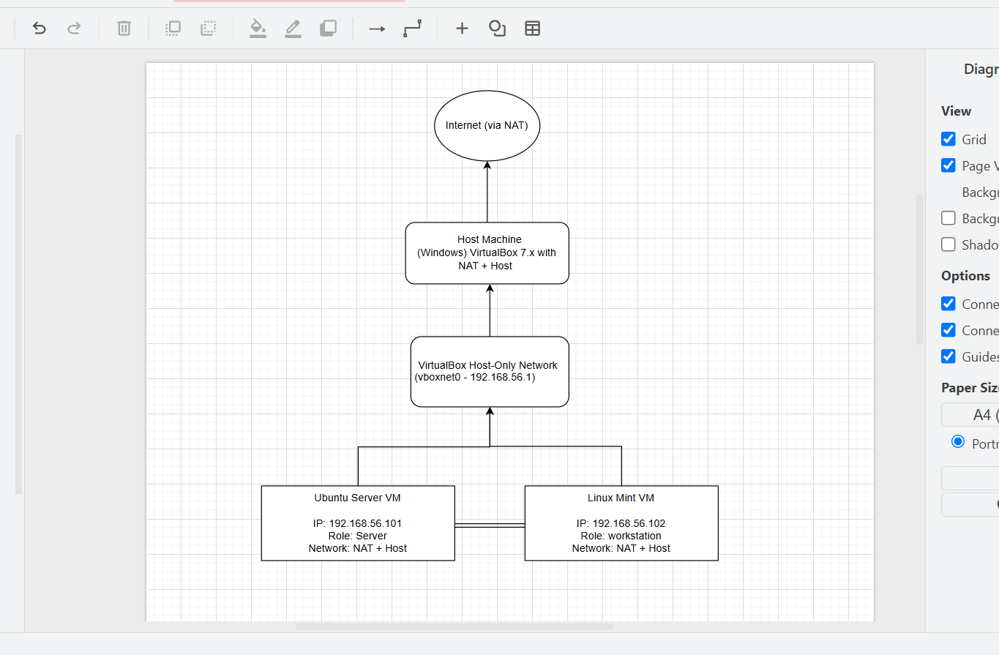 Diagr
View
Grid
Page V
Backgr
Backgr
Shado
Options
Conne
Conne
Guides
Paper Size
A4 (
Portr
Internet (via NAT)
Host Machine
(Windows) VirtualBox 7.x with
NAT + Host
VirtualBox Host-Only Network
(vboxnet0 - 192.168.56.1)
Ubuntu Server VM
IP: 192.168.56.101
Role: Server
Network: NAT + Host
Linux Mint VM
IP: 192.168.56.102
Role: workstation
Network: NAT + Host